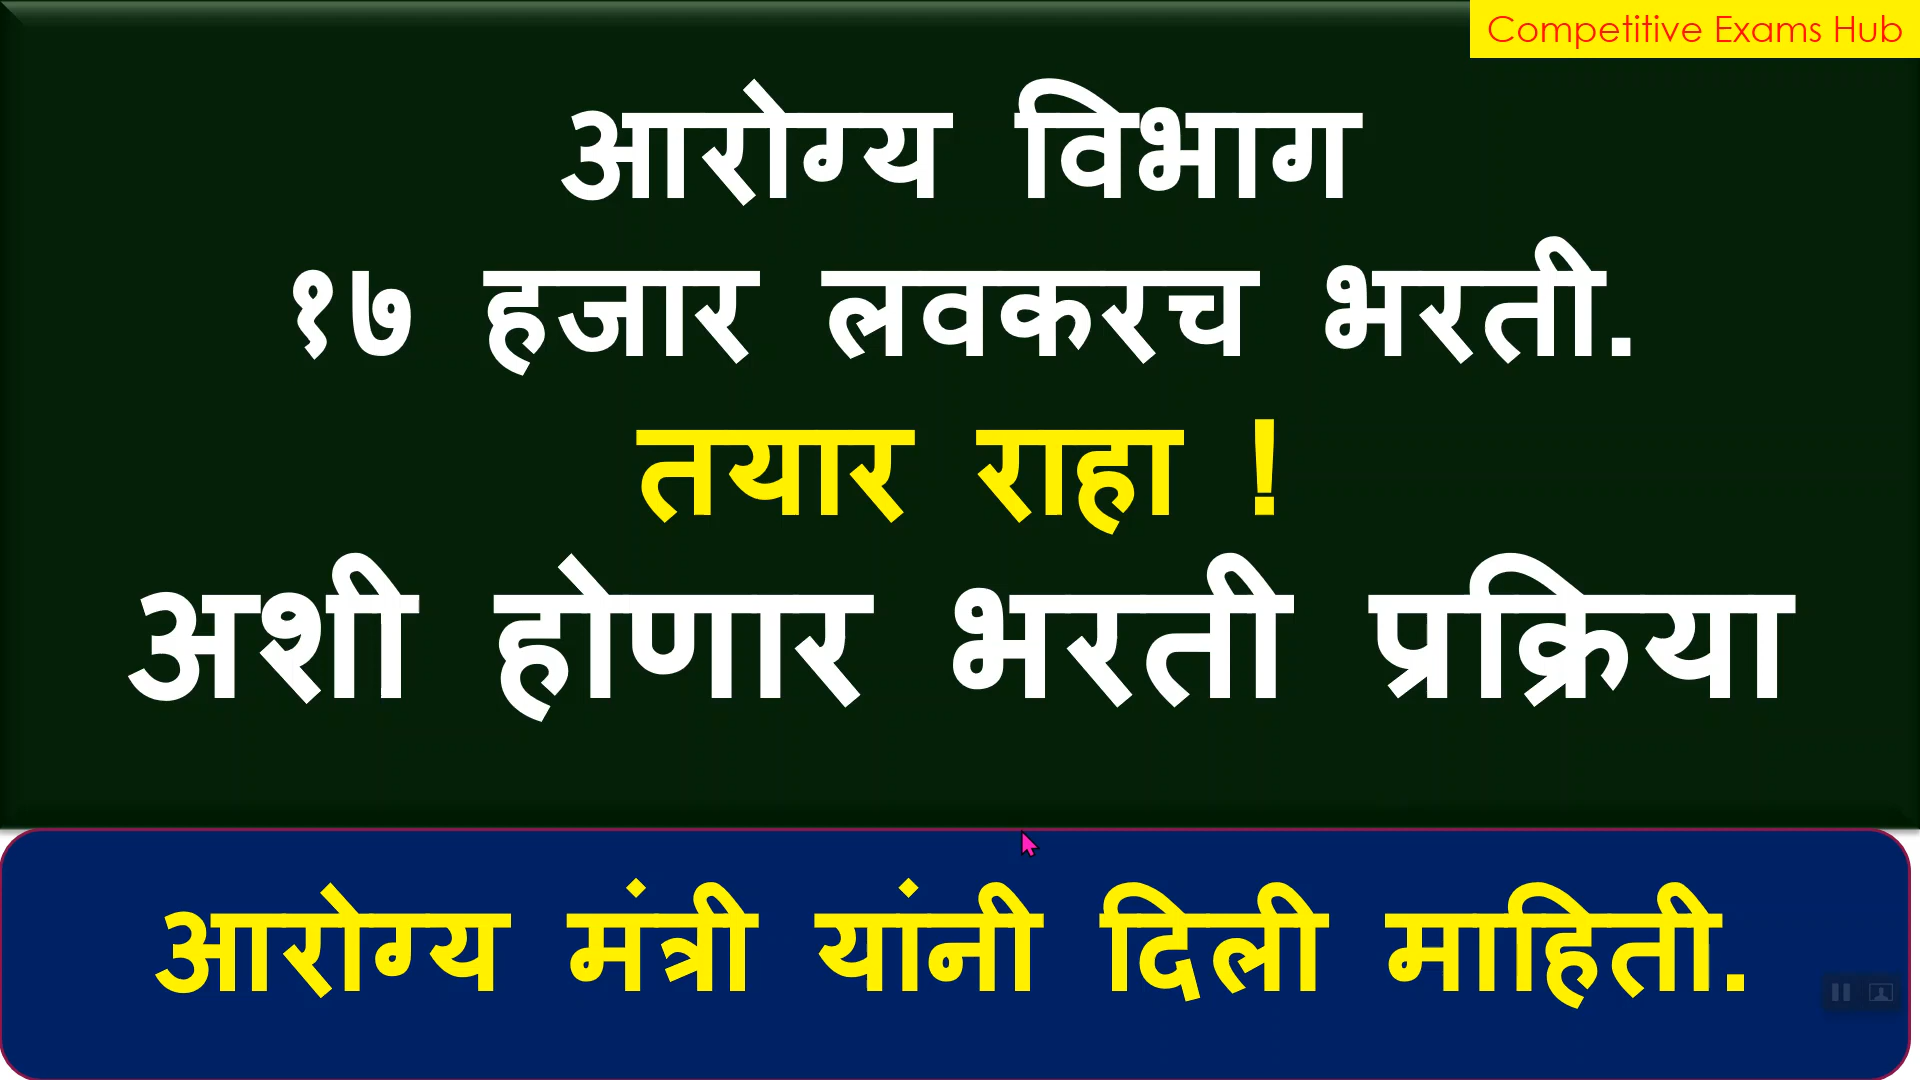 Competitive Exams Hub
आरोग्य विभाग
१७ हजार लवकरच भरती.
तयार राहा !
अशी होणार भरती प्रक्रिया
आरोग्य मंत्री यांनी दिली माहिती.